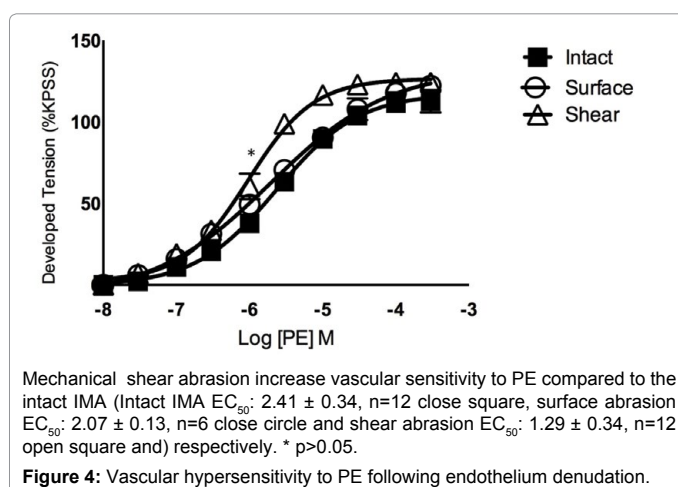 150
100
50
Developed Tension (%KPSS)
*
-8 -7 -6 -5 -4 -3
Log [PE] M
Intact
Surface
Shear
Mechanical shear abrasion increase vascular sensitivity to PE compared to the
intact IMA (Intact IMA EC50: 2.41 ± 0.34, n=12 close square, surface abrasion
EC50: 2.07 ± 0.13, n=6 close circle and shear abrasion EC50: 1.29 ± 0.34, n=12
open square and) respectively. * p>0.05.
Figure 4: Vascular hypersensitivity to PE following endothelium denudation.